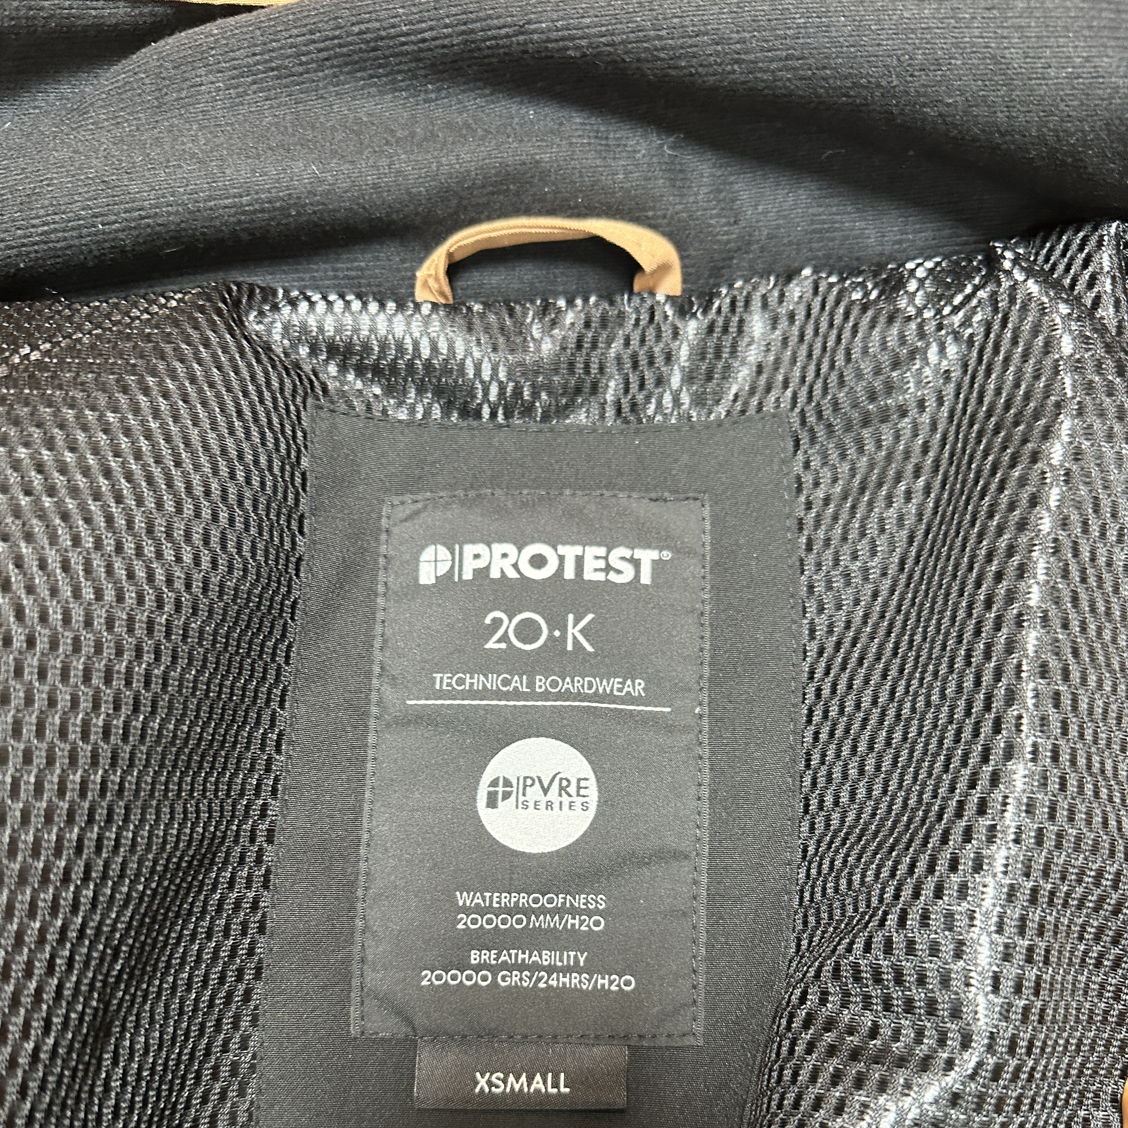 P|PROTEST®
20·K
TECHNICAL BOARDWEAR
P|PVRE
SERIES
WATERPROOFNESS
20000 MM/H2O
BREATHABILITY
20000 GRS/24HRS/H2O
XSMALL